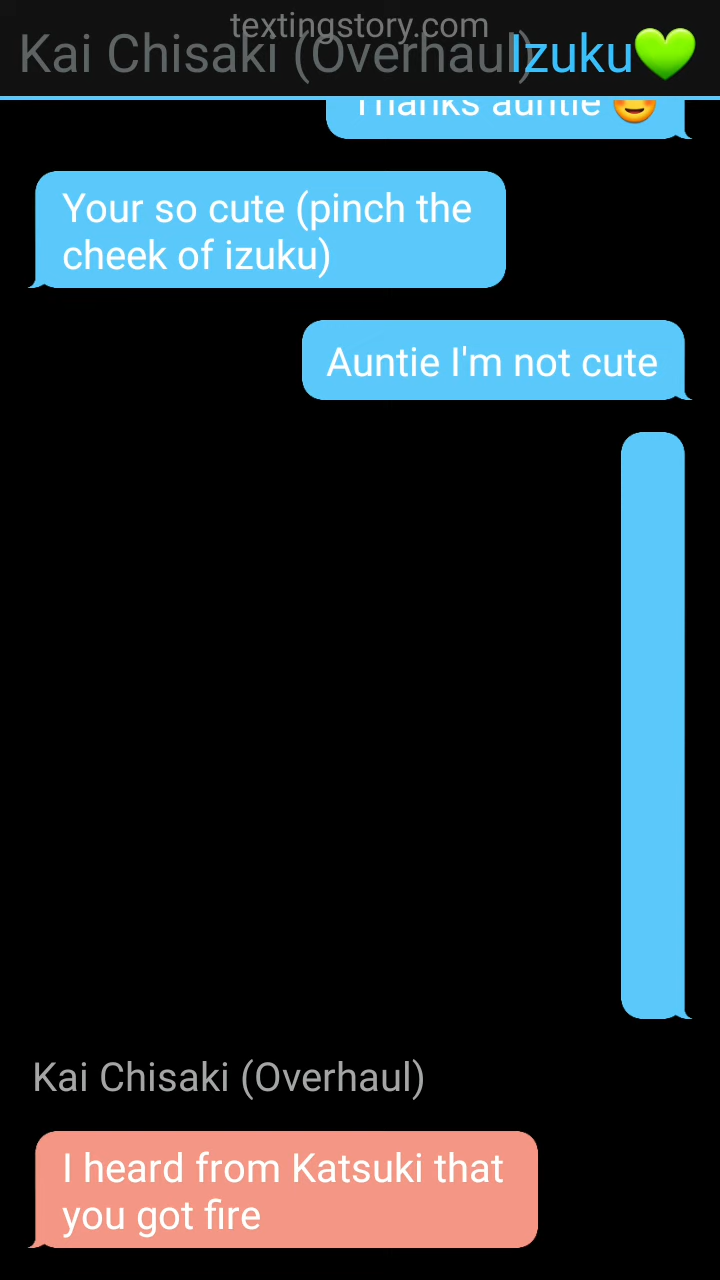 textingstory.com
Kai Chisaki (Overhaul)
Izuku💚
Thanks auntie 😊
Your so cute (pinch the
cheek of izuku)
Auntie I'm not cute
Kai Chisaki (Overhaul)
I heard from Katsuki that
you got fire